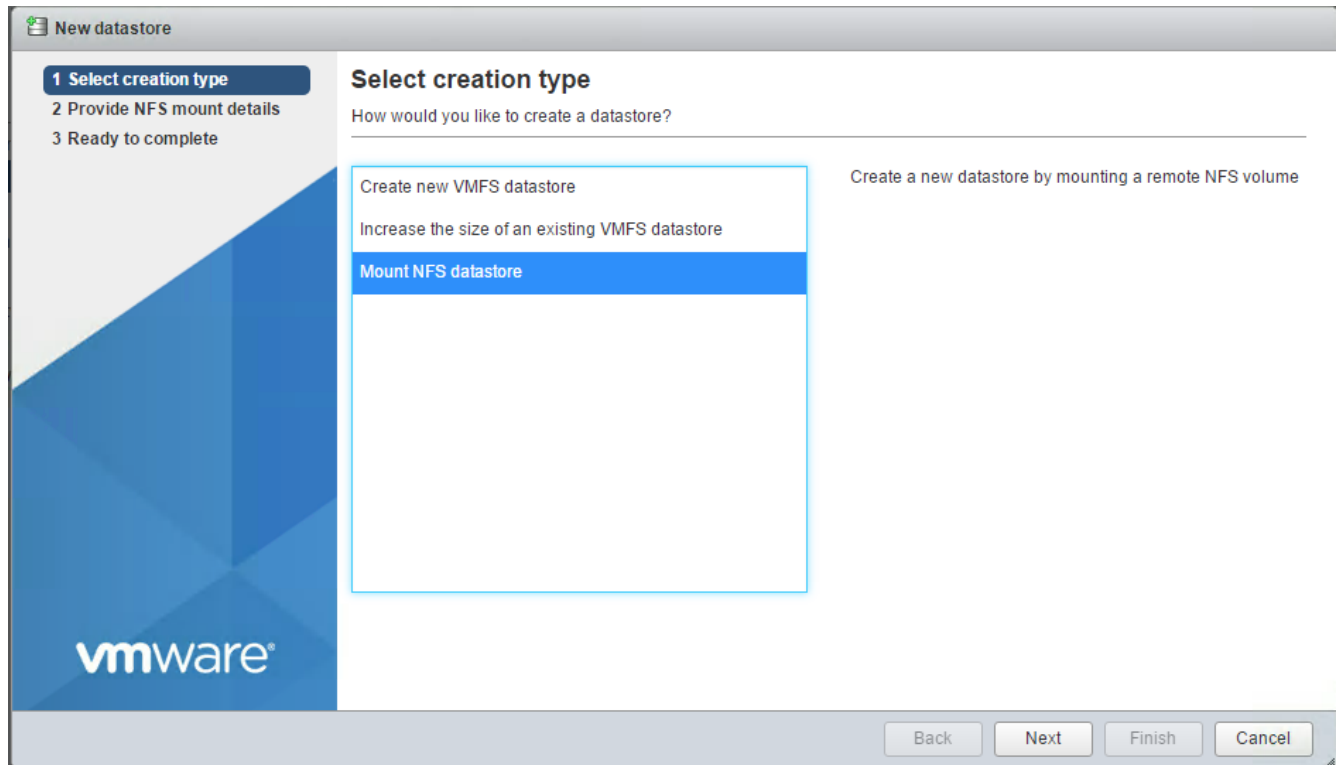 New datastore
1 Select creation type
2 Provide NFS mount details
3 Ready to complete
Select creation type
How would you like to create a datastore?
Create new VMFS datastore
Increase the size of an existing VMFS datastore
Mount NFS datastore
Create a new datastore by mounting a remote NFS volume
vmware®
Back
Next
Finish
Cancel